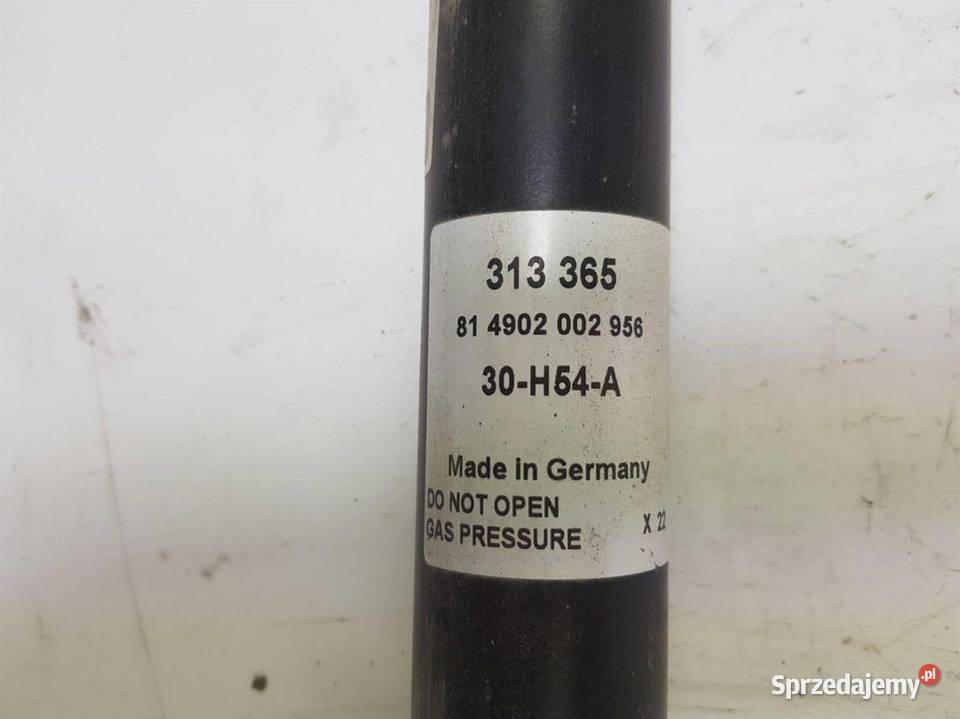 313 365
81 4902 002 956
30-H54-A
Made in Germany
DO NOT OPEN
GAS PRESSURE X 22
Sprzedajemy.pl